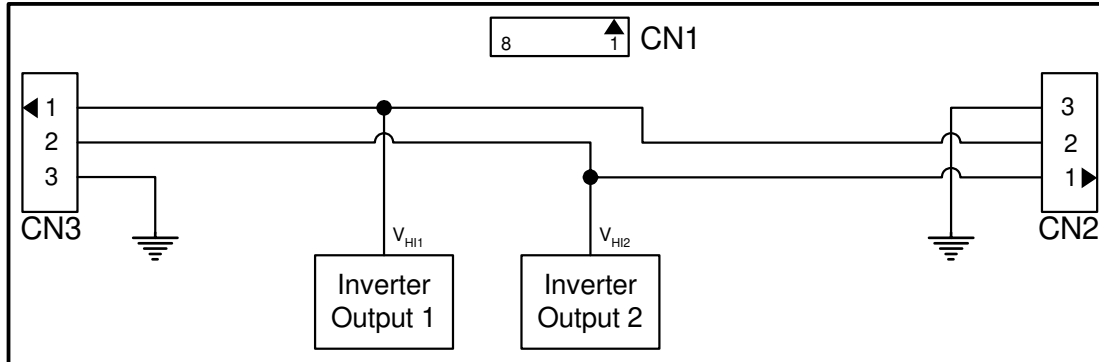 8 1 CN1
1
2
3
CN3
3
2
1
CN2
VHI1
VHI2
Inverter
Output 1
Inverter
Output 2